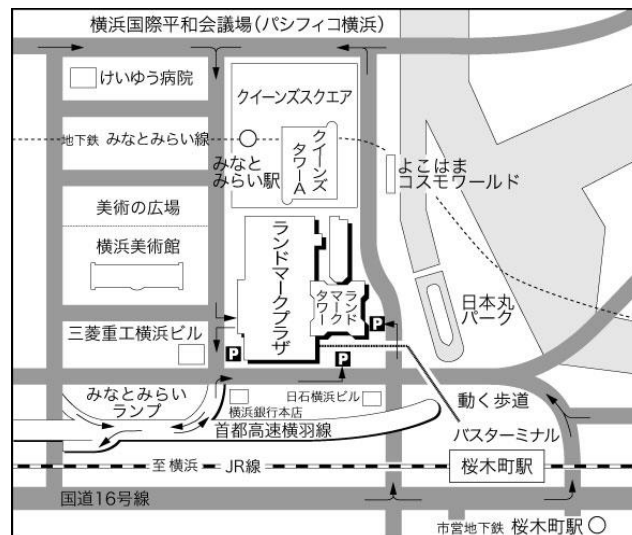 横浜国際平和会議場(パシフィコ横浜)
けいゆう病院
クイーンズスクエア
地下鉄 みなとみらい線
みなと
みらい駅
クイーンズ
タワーA
よこはま
コスモワールド
美術の広場
横浜美術館
ランドマークプラザ
ランド
マーク
タワー
日本丸
パーク
三菱重工横浜ビル
P
P
P
みなとみらい
ランプ
日石横浜ビル
横浜銀行本店
動く歩道
首都高速横羽線
バスターミナル
至 横浜
JR線
桜木町駅
国道16号線
市営地下鉄 桜木町駅